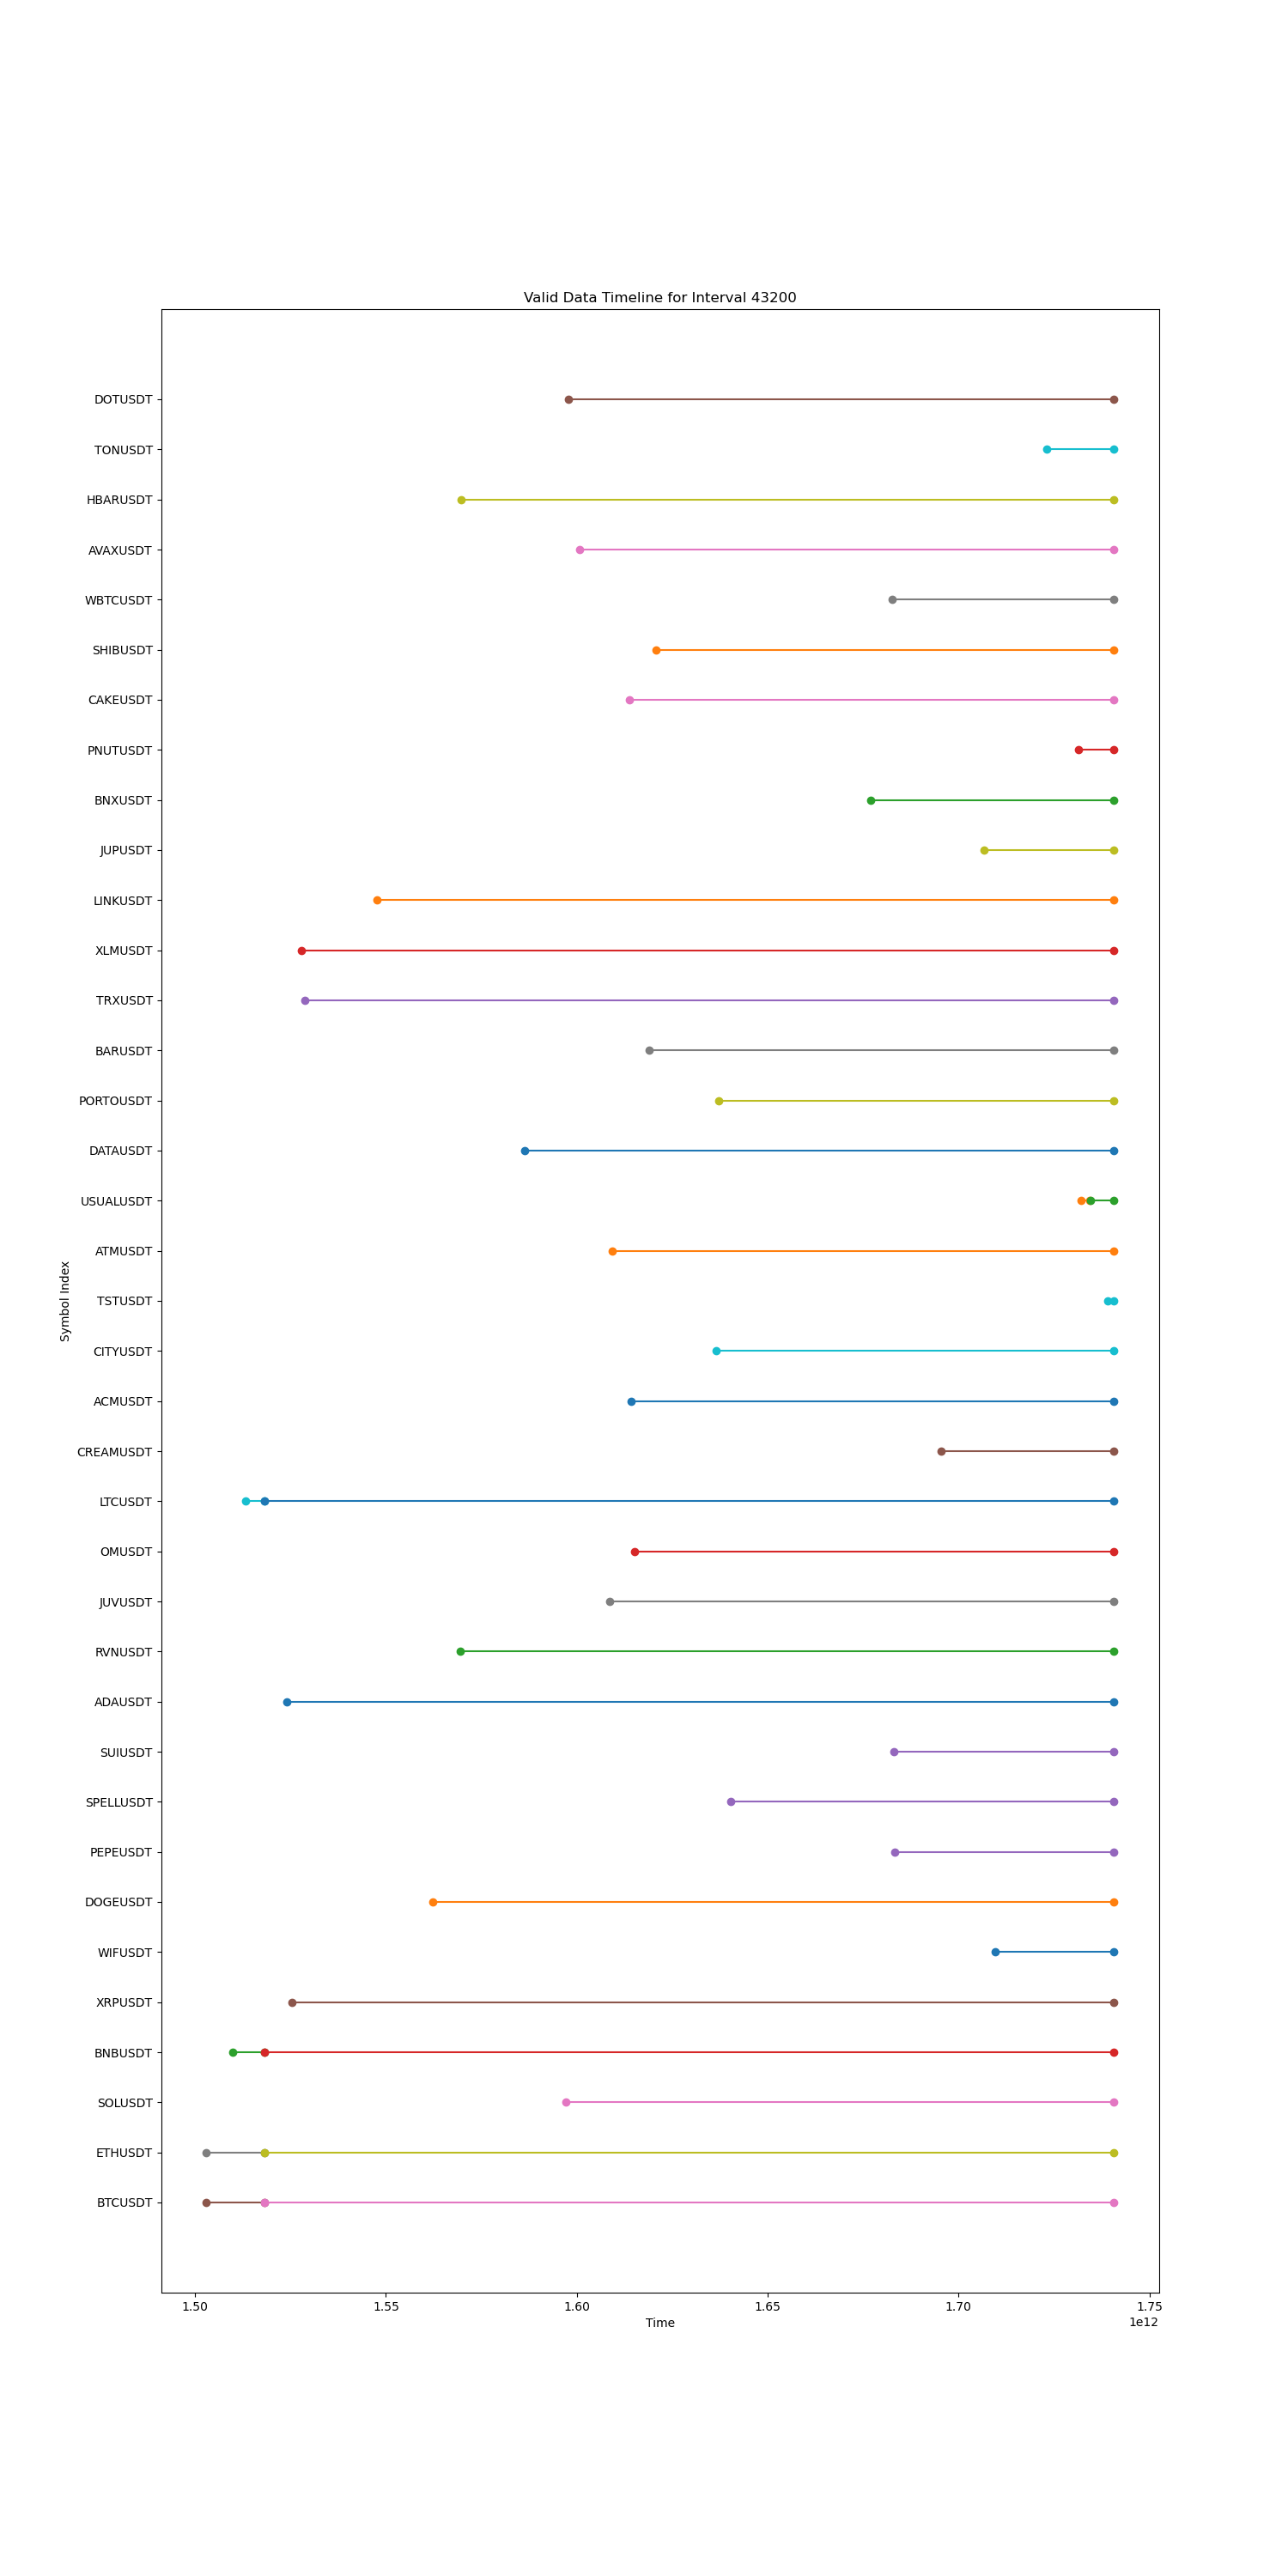 Valid Data Timeline for Interval 43200
DOTUSDT
TONUSDT
HBARUSDT
AVAXUSDT
WBTCUSDT
SHIBUSDT
CAKEUSDT
PNUTUSDT
BNXUSDT
JUPUSDT
LINKUSDT
XLMUSDT
TRXUSDT
BARUSDT
PORTOUSDT
DATAUSDT
USUALUSDT
ATMUSDT
TSTUSDT
CITYUSDT
ACMUSDT
CREAMUSDT
LTCUSDT
OMUSDT
JUVUSDT
RVNUSDT
ADAUSDT
SUIUSDT
SPELLUSDT
PEPEUSDT
DOGEUSDT
WIFUSDT
XRPUSDT
BNBUSDT
SOLUSDT
ETHUSDT
BTCUSDT
Symbol Index
1.50 1.55 1.60 1.65 1.70 1.75
Time
1e12